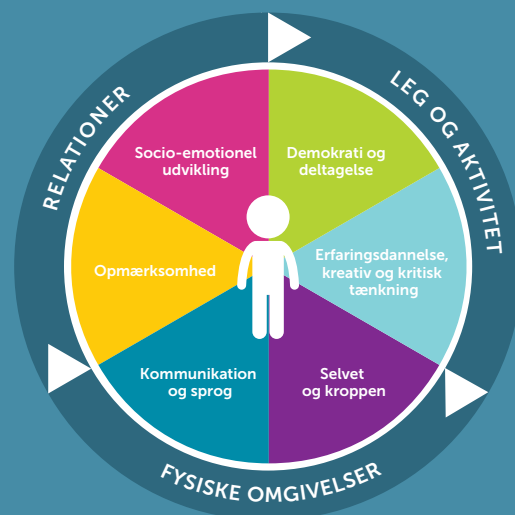 RELATIONER
LEG OG AKTIVITET
Socio-emotionel
udvikling
Demokrati og
deltagelse
Opmærksomhed
Erfaringsdannelse,
kreativ og kritisk
tænkning
Kommunikation
og sprog
Selvet
og kroppen
FYSISKE OMGIVELSER